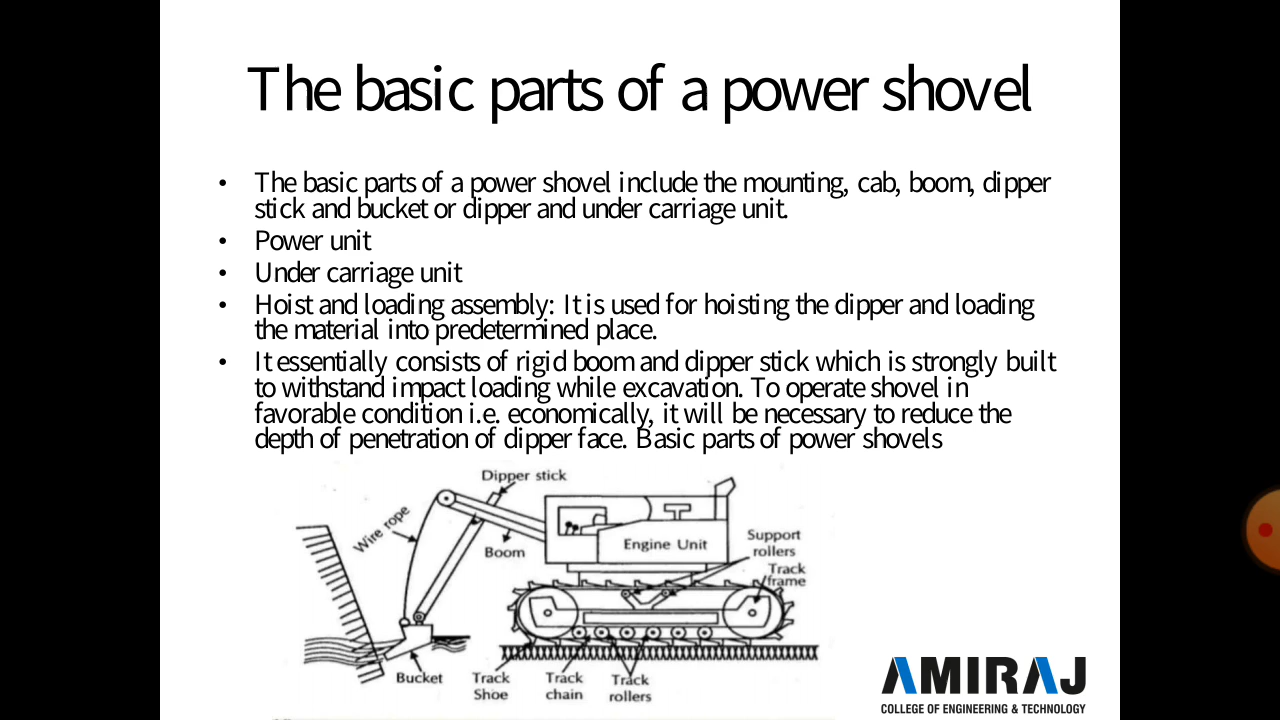 The basic parts of a power shovel
• The basic parts of a power shovel include the mounting, cab, boom, dipper
stick and bucket or dipper and under carriage unit.
• Power unit
• Under carriage unit
• Hoist and loading assembly: It is used for hoisting the dipper and loading
the material into predetermined place.
• It essentially consists of rigid boom and dipper stick which is strongly built
to withstand impact loading while excavation. To operate shovel in
favorable condition i.e. economically, it will be necessary to reduce the
depth of penetration of dipper face. Basic parts of power shovels
Dipper stick
Wire rope
Boom
Engine Unit
Support
rollers
Track
frame
Bucket
Track
Shoe
Track
chain
Track
rollers
AMIRAJ
COLLEGE OF ENGINEERING & TECHNOLOGY